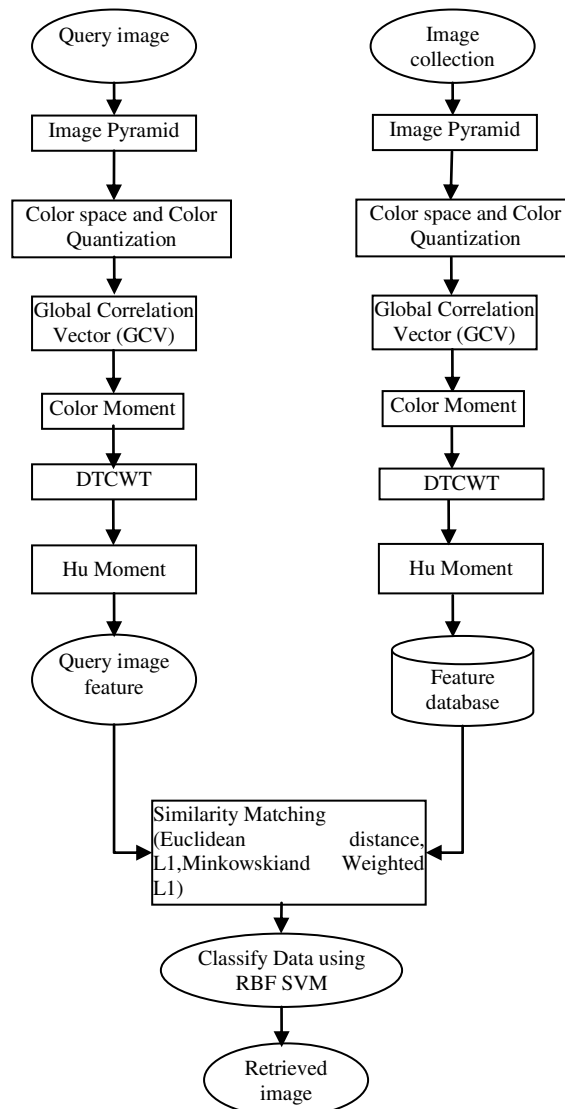 Query image
Image
collection
Image Pyramid
Image Pyramid
Color space and Color
Quantization
Color space and Color
Quantization
Global Correlation
Vector (GCV)
Global Correlation
Vector (GCV)
Color Moment
Color Moment
DTCWT
DTCWT
Hu Moment
Hu Moment
Query image
feature
Feature
database
Similarity Matching
(Euclidean distance,
L1,Minkowskiand Weighted
L1)
Classify Data using
RBF SVM
Retrieved
image